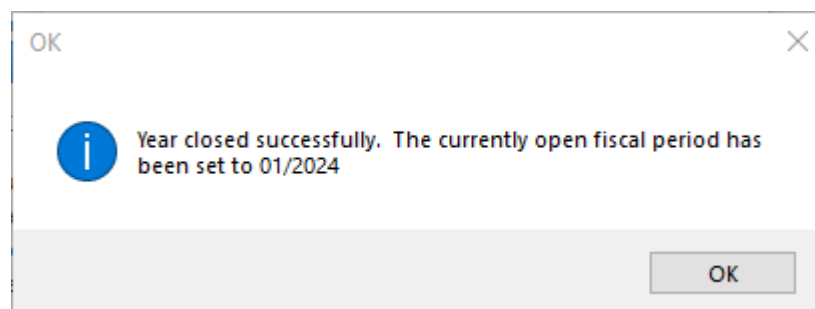 OK
Year closed successfully.  The currently open fiscal period has
been set to 01/2024
OK